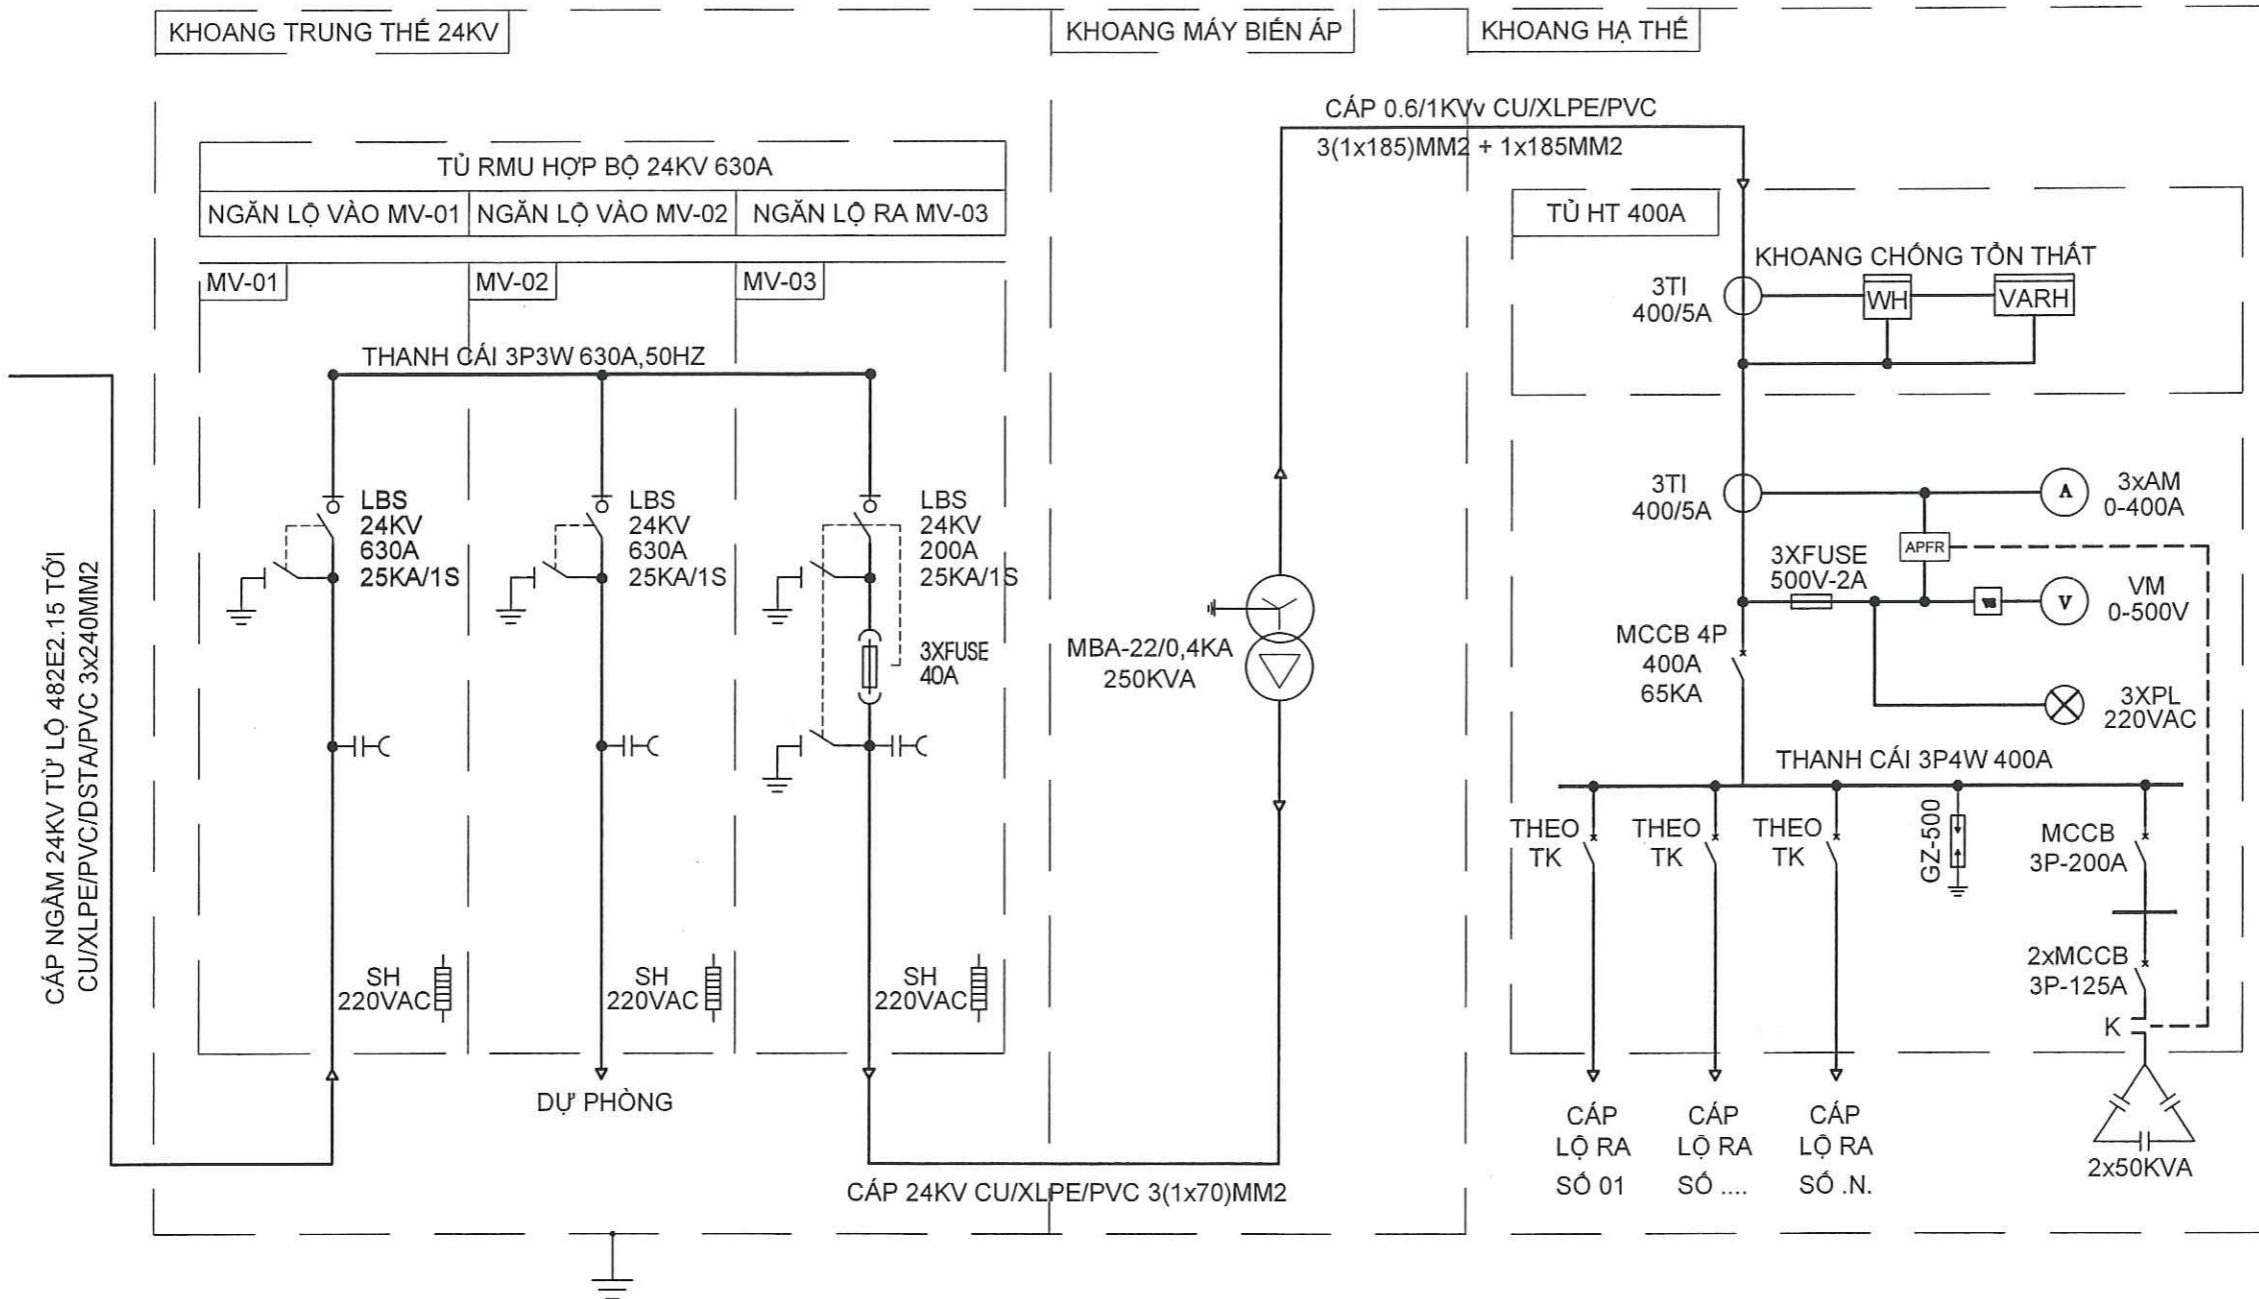 KHOANG TRUNG THẾ 24KV
KHOANG MÁY BIẾN ÁP
KHOANG HẠ THẾ
CÁP 0.6/1KVv CU/XLPE/PVC
3(1x185)MM2 + 1x185MM2
TỦ RMU HỢP BỘ 24KV 630A
NGĂN LỘ VÀO MV-01
NGĂN LỘ VÀO MV-02
NGĂN LỘ RA MV-03
MV-01
MV-02
MV-03
THANH CÁI 3P3W 630A,50HZ
LBS
24KV
630A
25KA/1S
LBS
24KV
630A
25KA/1S
LBS
24KV
200A
25KA/1S
3XFUSE
40A
CÁP NGẦM 24KV TỪ LỘ 482E2.15 TỚI
CU/XLPE/PVC/DSTA/PVC 3x240MM2
SH
220VAC
SH
220VAC
SH
220VAC
DỰ PHÒNG
CÁP 24KV CU/XLPE/PVC 3(1x70)MM2
MBA-22/0,4KA
250KVA
TỦ HT 400A
KHOANG CHỐNG TỔN THẤT
3TI
400/5A
WH
VARH
3TI
400/5A
A
3xAM
0-400A
APFR
3XFUSE
500V-2A
V
VM
0-500V
MCCB 4P
400A
65KA
3XPL
220VAC
THANH CÁI 3P4W 400A
THEO
TK
THEO
TK
THEO
TK
GZ-500
MCCB
3P-200A
2xMCCB
3P-125A
K
CÁP
LỘ RA
SỐ 01
CÁP
LỘ RA
SỐ ....
CÁP
LỘ RA
SỐ .N.
2x50KVA